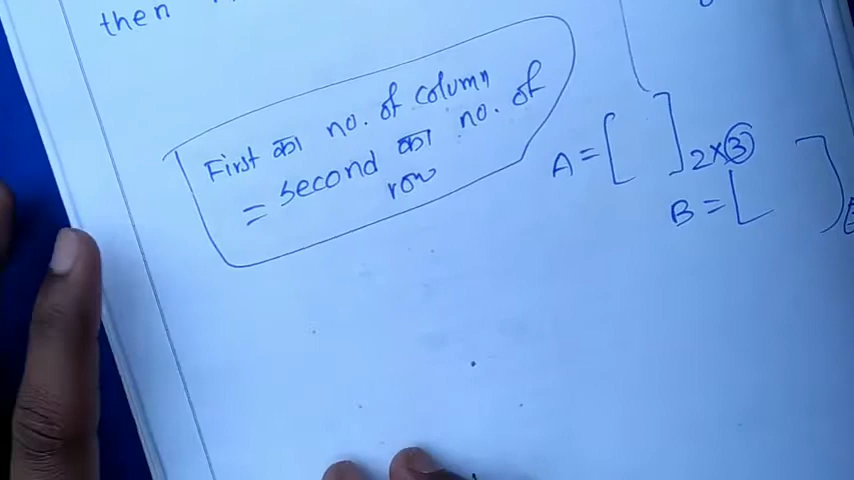 then
First का no. of column
= second का no. of
row
A = [ ] 2×3
B = [ ]